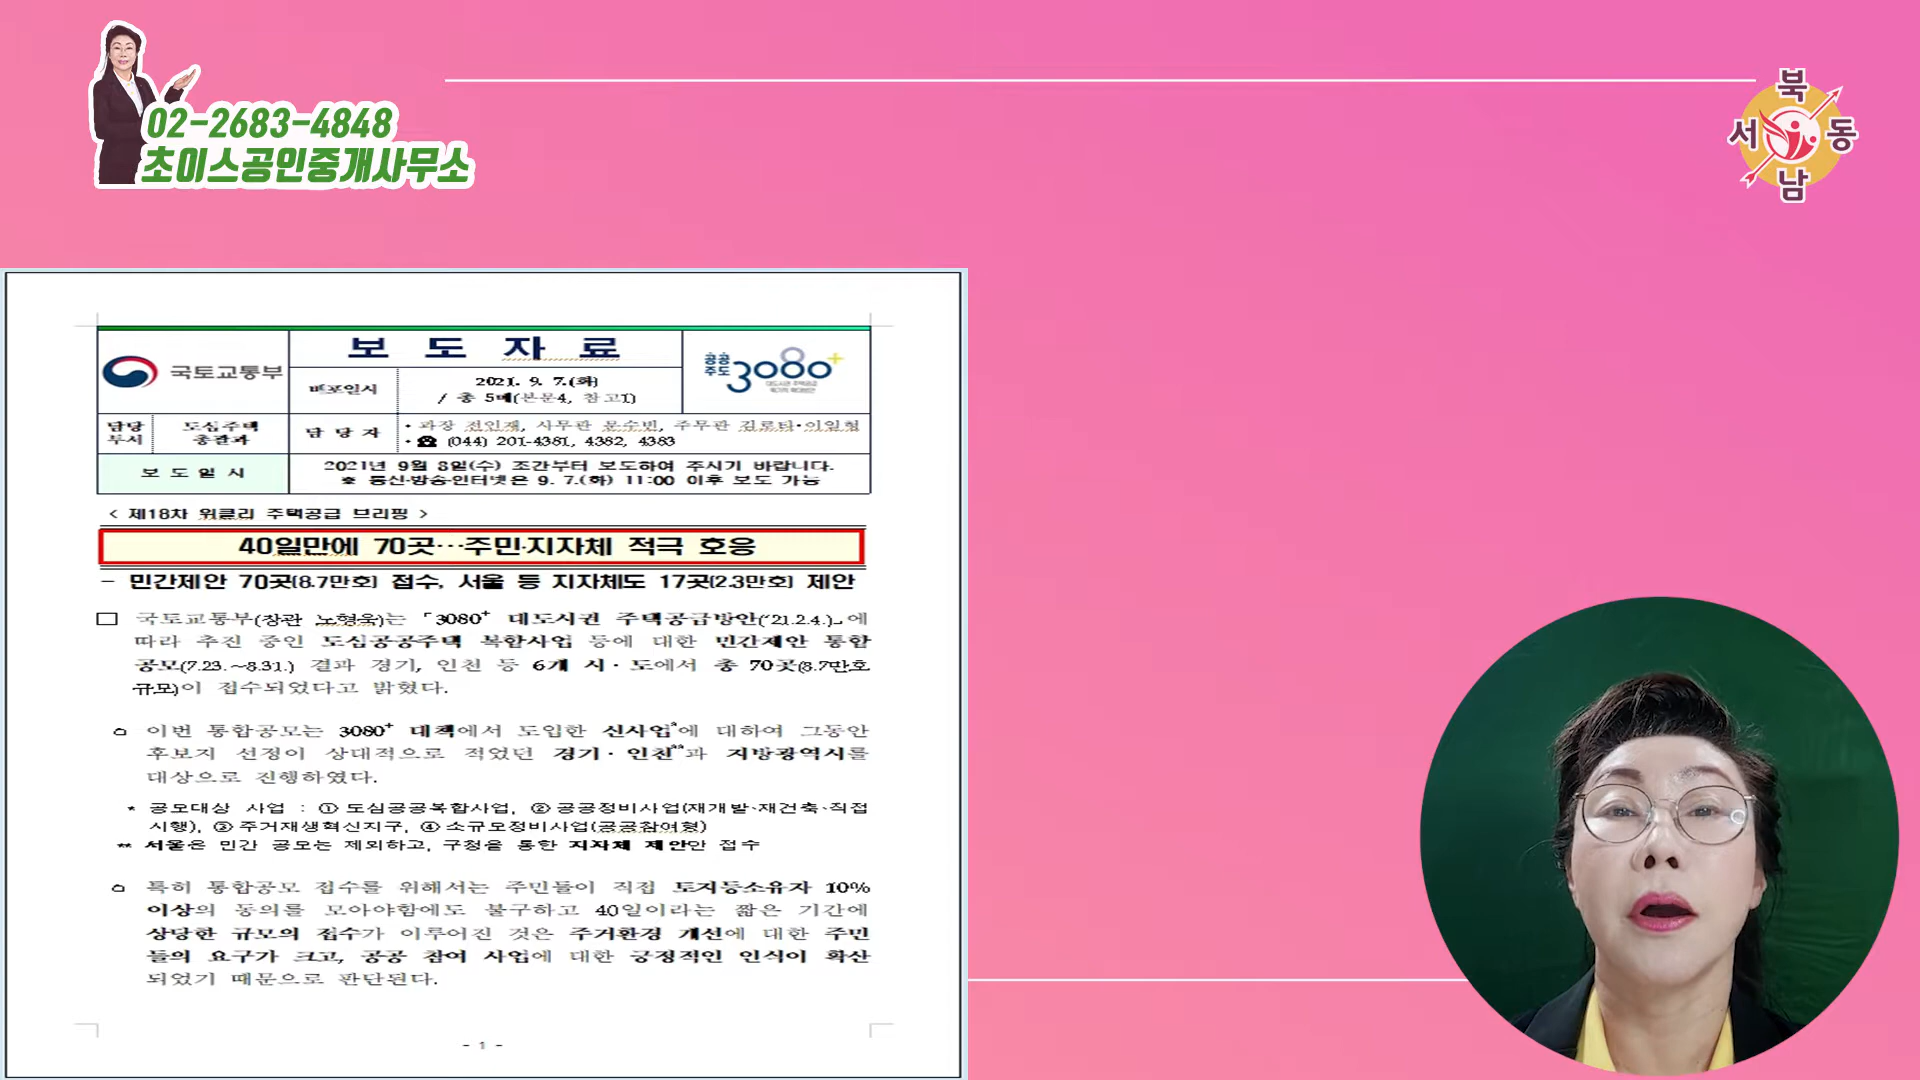 02-2683-4848
초이스공인중개사무소
북
서 동
남
국토교통부
보 도 자 료
공공주도 3080+
배포일시
2021. 9. 7.(화)
/ 총 5매(본문4, 참고1)
담당부서
도심주택총괄과
담 당 자
• 과장 전인재, 사무관 문수빈, 주무관 김로타·이일형
• ☎ (044) 201-4381, 4382, 4383
보 도 일 시
2021년 9월 8일(수) 조간부터 보도하여 주시기 바랍니다.
※ 통신·방송·인터넷은 9. 7.(화) 11:00 이후 보도 가능
< 제18차 위클리 주택공급 브리핑 >
40일만에 70곳…주민·지자체 적극 호응
- 민간제안 70곳(8.7만호) 접수, 서울 등 지자체도 17곳(2.3만호) 제안
□ 국토교통부(장관 노형욱)는 「3080+ 대도시권 주택공급방안('21.2.4.)」에
따라 추진 중인 도심공공주택 복합사업 등에 대한 민간제안 통합
공모(7.23.~8.31.) 결과 경기, 인천 등 6개 시·도에서 총 70곳(8.7만호
규모)이 접수되었다고 밝혔다.
ㅇ 이번 통합공모는 3080+ 대책에서 도입한 신사업*에 대하여 그동안
후보지 선정이 상대적으로 적었던 경기·인천**과 지방광역시를
대상으로 진행하였다.
* 공모대상 사업 : ① 도심공공복합사업, ② 공공정비사업(재개발·재건축·직접
시행), ③ 주거재생혁신지구, ④ 소규모정비사업(공공참여형)
** 서울은 민간 공모는 제외하고, 구청을 통한 지자체 제안만 접수
ㅇ 특히 통합공모 접수를 위해서는 주민들이 직접 토지등소유자 10%
이상의 동의를 모아야함에도 불구하고 40일이라는 짧은 기간에
상당한 규모의 접수가 이루어진 것은 주거환경 개선에 대한 주민
들의 요구가 크고, 공공 참여 사업에 대한 긍정적인 인식이 확산
되었기 때문으로 판단된다.
- 1 -